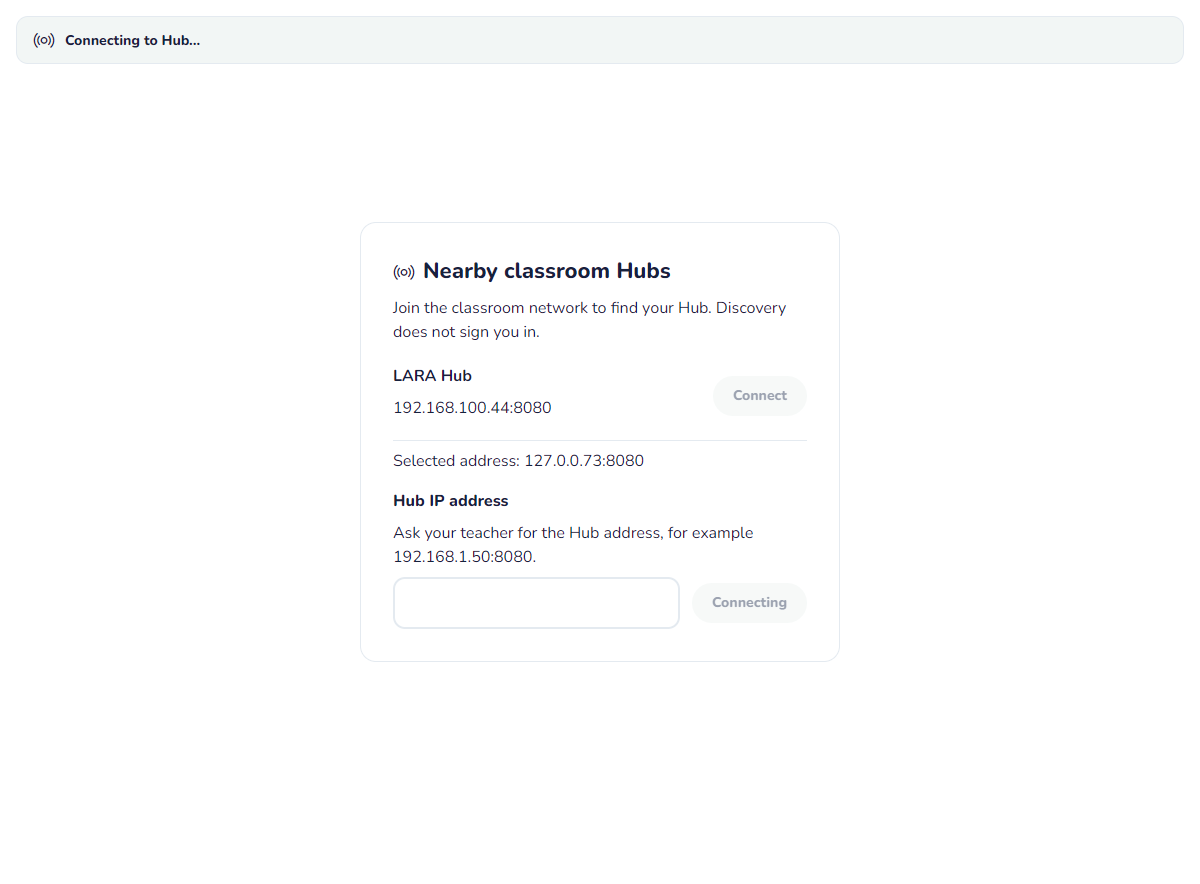 Connecting to Hub...
Nearby classroom Hubs
Join the classroom network to find your Hub. Discovery
does not sign you in.
LARA Hub
192.168.100.44:8080
Connect
Selected address: 127.0.0.73:8080
Hub IP address
Ask your teacher for the Hub address, for example
192.168.1.50:8080.
Connecting